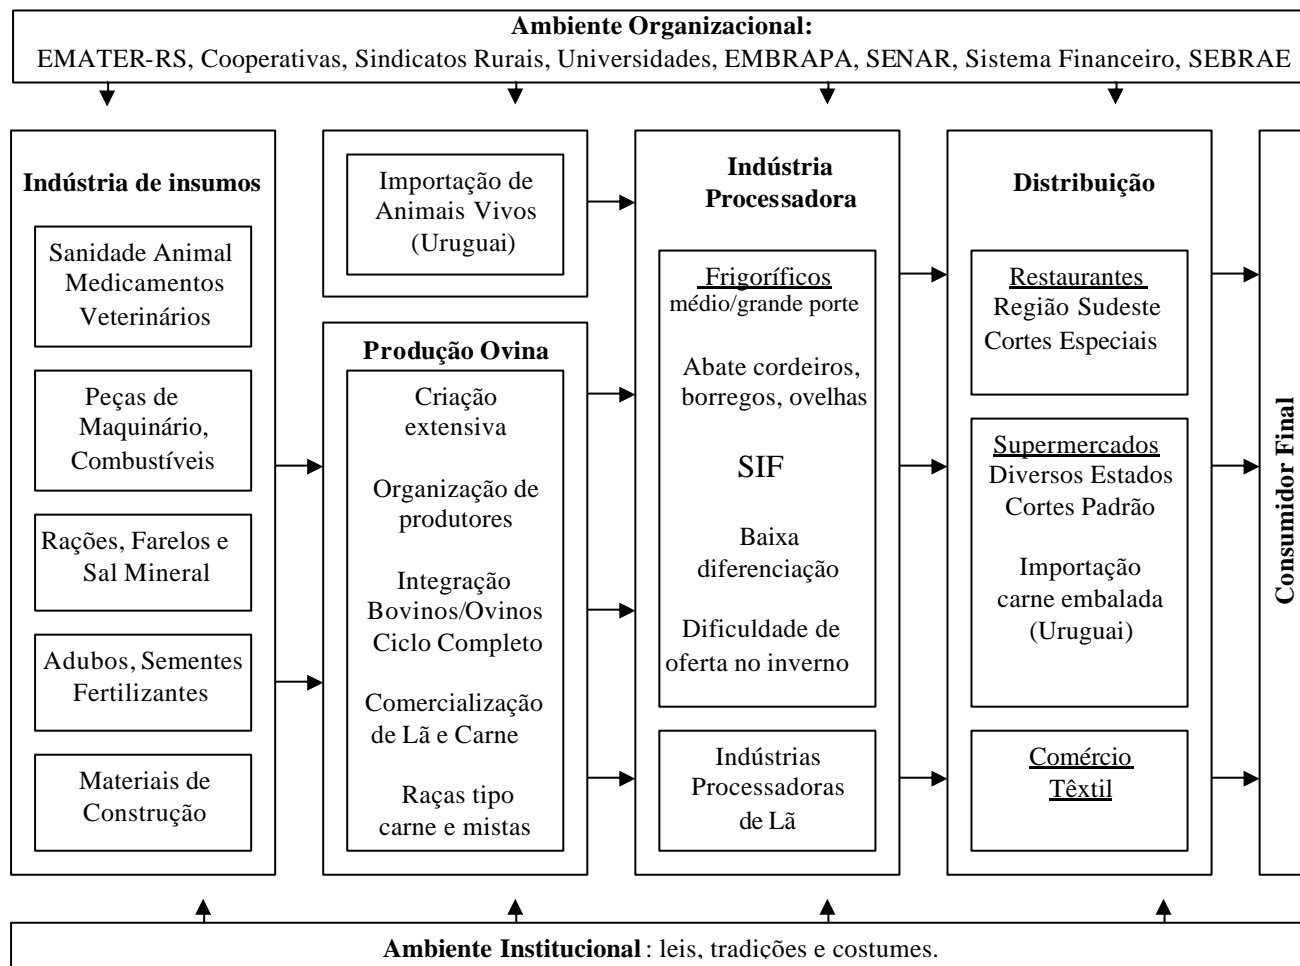 Ambiente Organizacional:
EMATER-RS, Cooperativas, Sindicatos Rurais, Universidades, EMBRAPA, SENAR, Sistema Financeiro, SEBRAE
Indústria de insumos
Sanidade Animal
Medicamentos
Veterinários
Peças de
Maquinário,
Combustíveis
Rações, Farelos e
Sal Mineral
Adubos, Sementes
Fertilizantes
Materiais de
Construção
Importação de
Animais Vivos
(Uruguai)
Produção Ovina
Criação
extensiva
Organização de
produtores
Integração
Bovinos/Ovinos
Ciclo Completo
Comercialização
de Lã e Carne
Raças tipo
carne e mistas
Indústria
Processadora
Frigoríficos
médio/grande porte
Abate cordeiros,
borregos, ovelhas
SIF
Baixa
diferenciação
Dificuldade de
oferta no inverno
Indústrias
Processadoras
de Lã
Distribuição
Restaurantes
Região Sudeste
Cortes Especiais
Supermercados
Diversos Estados
Cortes Padrão
Importação
carne embalada
(Uruguai)
Comércio
Têxtil
Consumidor Final
Ambiente Institucional: leis, tradições e costumes.